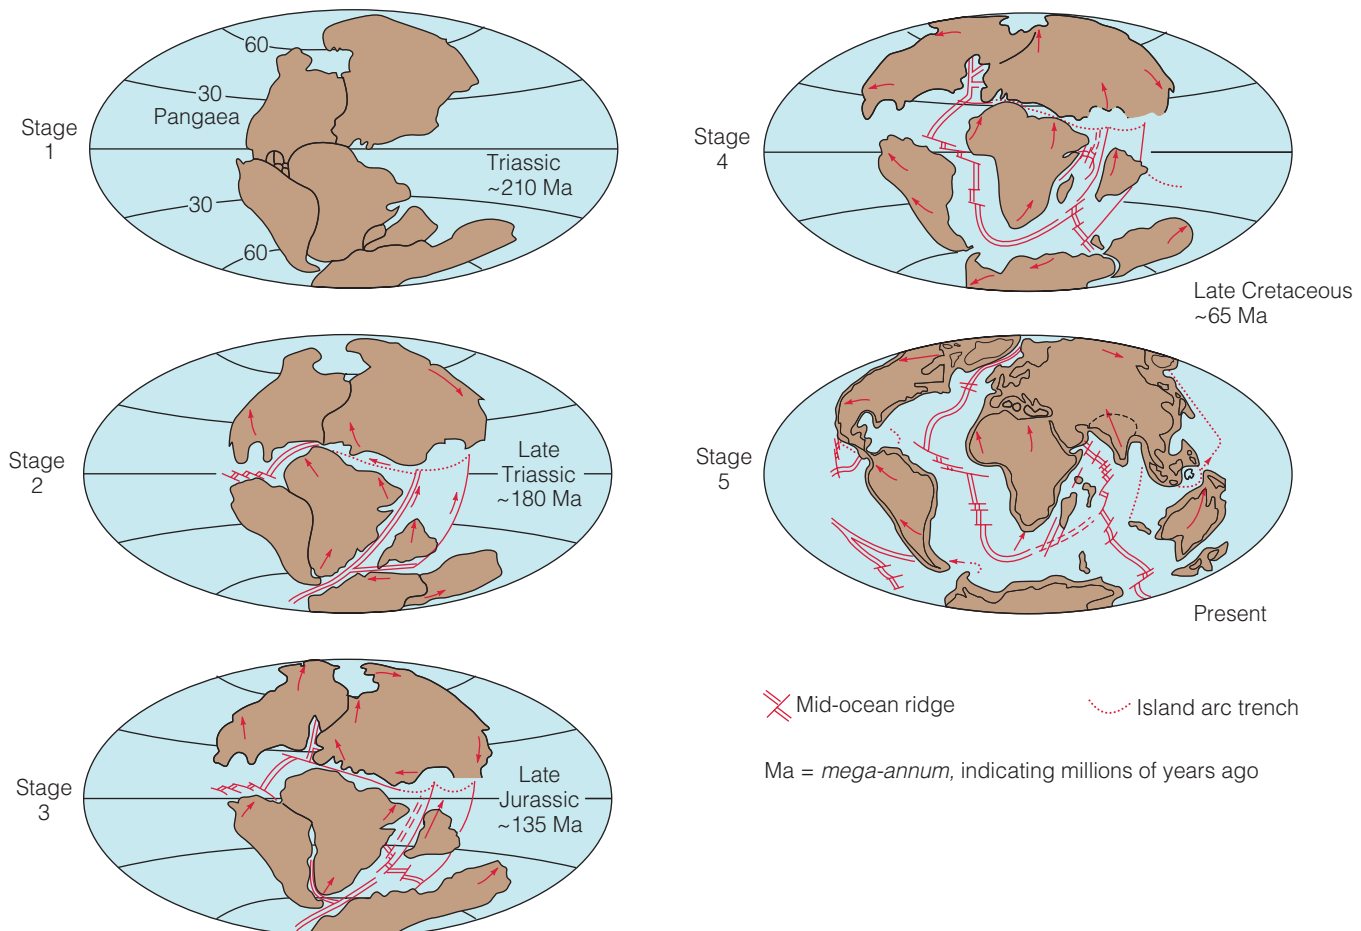 Stage
1
60
30
Pangaea
30
60
Triassic
~210 Ma
Stage
2
Late
Triassic
~180 Ma
Stage
3
Late
Jurassic
~135 Ma
Stage
4
Late Cretaceous
~65 Ma
Stage
5
Present
Mid-ocean ridge
Island arc trench
Ma = mega-annum, indicating millions of years ago